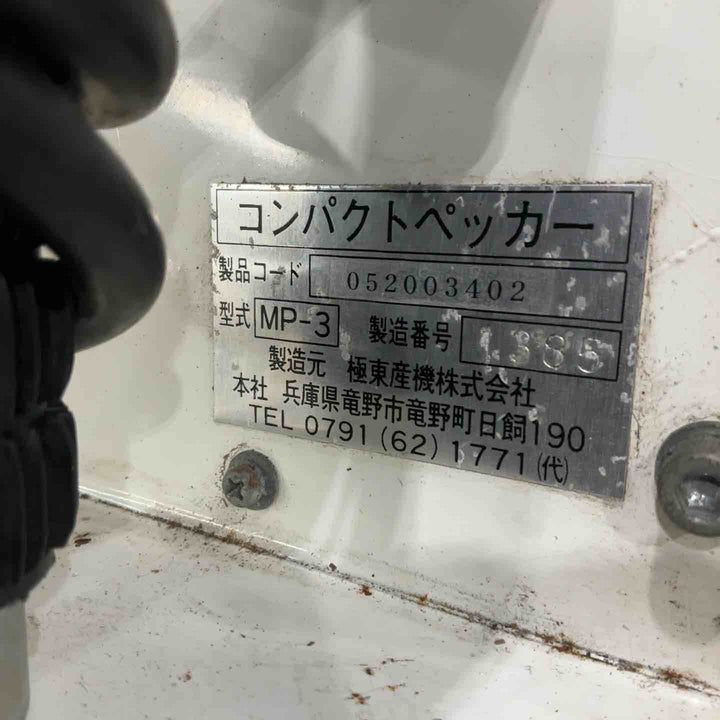 コンパクトペッカー
製品コード 052003402
型式 MP-3 製造番号 1385
製造元 極東産機株式会社
本社 兵庫県竜野市竜野町日飼190
TEL 0791(62)1771(代)